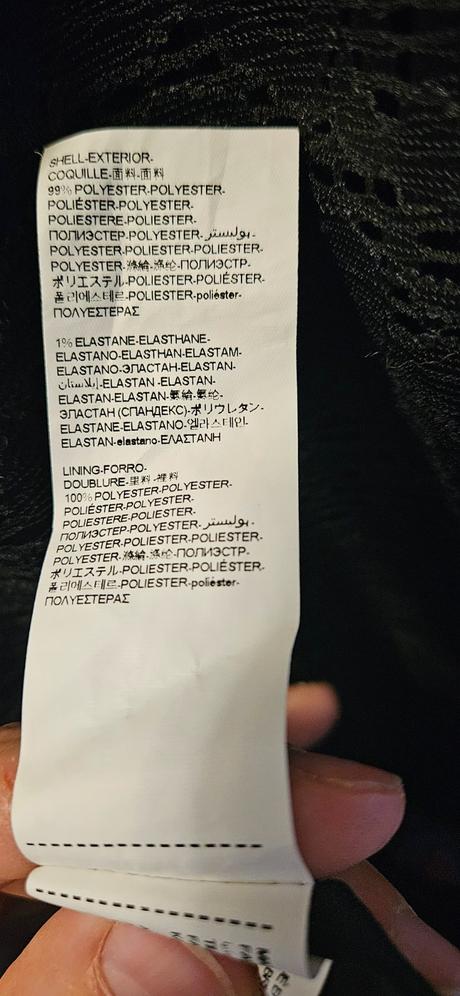 SHELL-EXTERIOR-
COQUILLE-面料-面料
99% POLYESTER-POLYESTER-
POLIÉSTER-POLYESTER-
POLIESTERE-POLIESTER-
ПОЛИЭСТЕР-POLYESTER-بوليستر-
POLYESTER-POLIESTER-POLIESTER-
POLYESTER-滌綸-涤纶-ПОЛИЭСТР-
ポリエステル-POLIESTER-POLIÉSTER-
폴리에스테르-POLIESTER-poliéster-
ΠΟΛΥΕΣΤΕΡΑΣ
1% ELASTANE-ELASTHANE-
ELASTANO-ELASTHAN-ELASTAM-
ELASTANO-ЭЛАСТАН-ELASTAN-
إيلاستان-ELASTAN-ELASTAN-
ELASTAN-ELASTAN-氨綸-氨纶-
ЭЛАСТАН (СПАНДЕКС)-ポリウレタン-
ELASTANE-ELASTANO-엘라스테인-
ELASTAN-elastano-ΕΛΑΣΤΑΝΗ
LINING-FORRO-
DOUBLURE-里料-裡料
100% POLYESTER-POLYESTER-
POLIÉSTER-POLYESTER-
POLIESTERE-POLIESTER-
ПОЛИЭСТЕР-POLYESTER-بوليستر-
POLYESTER-POLIESTER-POLIESTER-
POLYESTER-滌綸-涤纶-ПОЛИЭСТР-
ポリエステル-POLIESTER-POLIÉSTER-
폴리에스테르-POLIESTER-poliéster-
ΠΟΛΥΕΣΤΕΡΑΣ